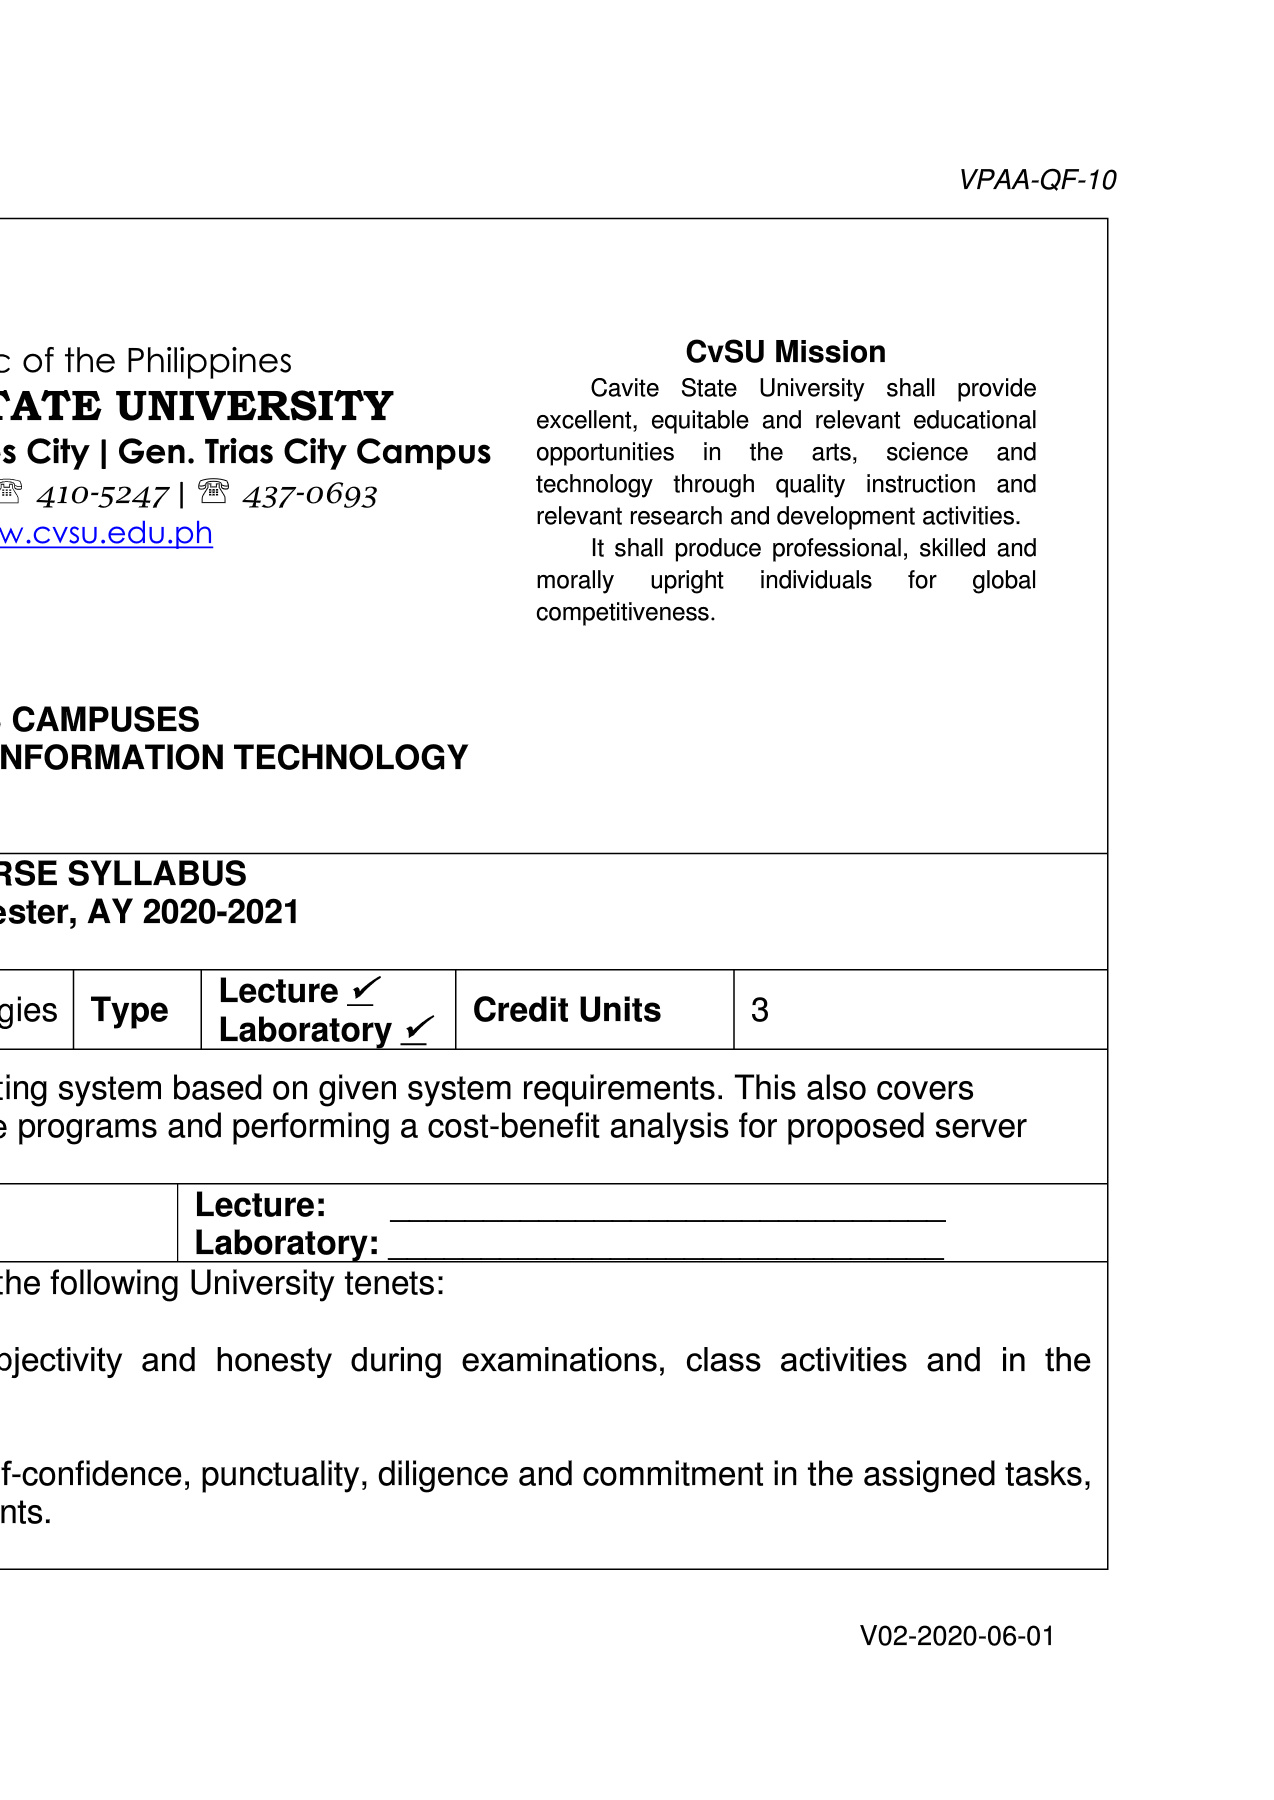 VPAA-QF-10
c of the Philippines
TATE UNIVERSITY
s City | Gen. Trias City Campus
☏ 410-5247 | ☏ 437-0693
w.cvsu.edu.ph
CvSU Mission
Cavite State University shall provide
excellent, equitable and relevant educational
opportunities in the arts, science and
technology through quality instruction and
relevant research and development activities.
It shall produce professional, skilled and
morally upright individuals for global
competitiveness.
CAMPUSES
NFORMATION TECHNOLOGY
RSE SYLLABUS
ester, AY 2020-2021
gies
Type
Lecture ✓
Laboratory ✓
Credit Units
3
ting system based on given system requirements. This also covers
e programs and performing a cost-benefit analysis for proposed server
Lecture: ______________________________
Laboratory: ______________________________
the following University tenets:
bjectivity and honesty during examinations, class activities and in the
f-confidence, punctuality, diligence and commitment in the assigned tasks,
nts.
V02-2020-06-01